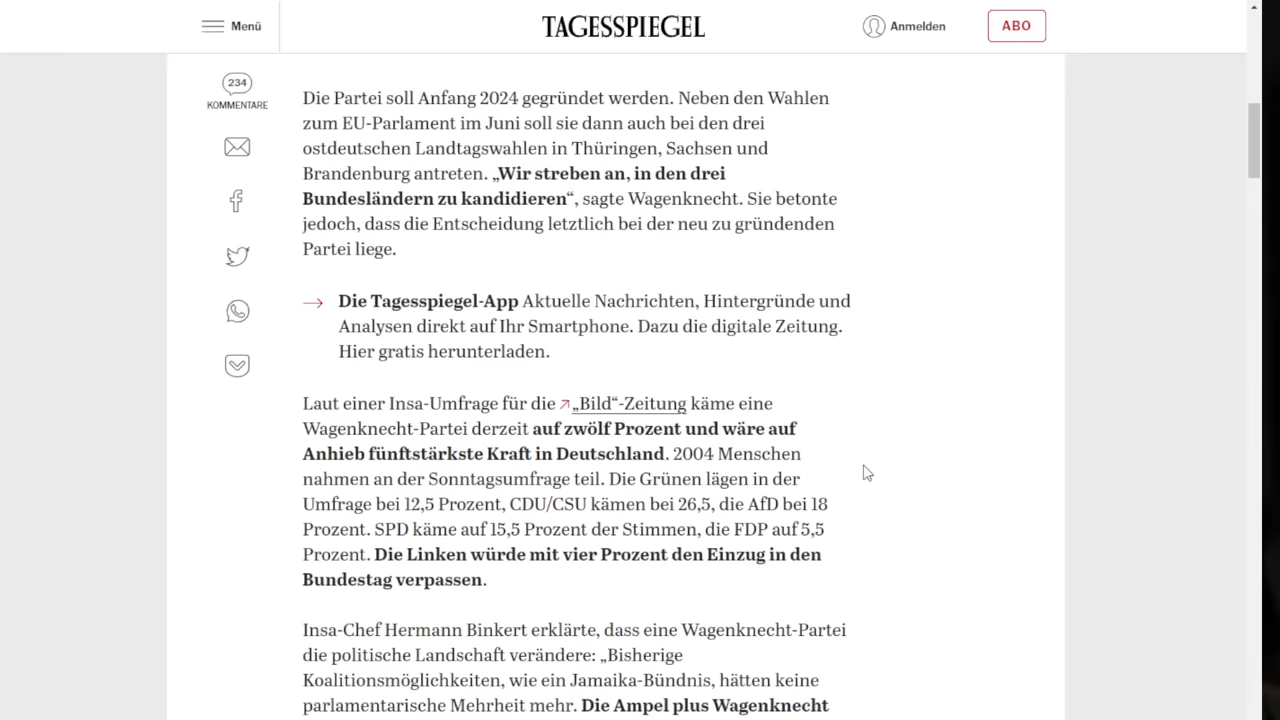 Menü
TAGESSPIEGEL
Anmelden
ABO
234
KOMMENTARE
Die Partei soll Anfang 2024 gegründet werden. Neben den Wahlen
zum EU-Parlament im Juni soll sie dann auch bei den drei
ostdeutschen Landtagswahlen in Thüringen, Sachsen und
Brandenburg antreten. „Wir streben an, in den drei
Bundesländern zu kandidieren“, sagte Wagenknecht. Sie betonte
jedoch, dass die Entscheidung letztlich bei der neu zu gründenden
Partei liege.
Die Tagesspiegel-App Aktuelle Nachrichten, Hintergründe und
Analysen direkt auf Ihr Smartphone. Dazu die digitale Zeitung.
Hier gratis herunterladen.
Laut einer Insa-Umfrage für die „Bild“-Zeitung käme eine
Wagenknecht-Partei derzeit auf zwölf Prozent und wäre auf
Anhieb fünftstärkste Kraft in Deutschland. 2004 Menschen
nahmen an der Sonntagsumfrage teil. Die Grünen lägen in der
Umfrage bei 12,5 Prozent, CDU/CSU kämen bei 26,5, die AfD bei 18
Prozent. SPD käme auf 15,5 Prozent der Stimmen, die FDP auf 5,5
Prozent. Die Linken würde mit vier Prozent den Einzug in den
Bundestag verpassen.
Insa-Chef Hermann Binkert erklärte, dass eine Wagenknecht-Partei
die politische Landschaft verändere: „Bisherige
Koalitionsmöglichkeiten, wie ein Jamaika-Bündnis, hätten keine
parlamentarische Mehrheit mehr. Die Ampel plus Wagenknecht